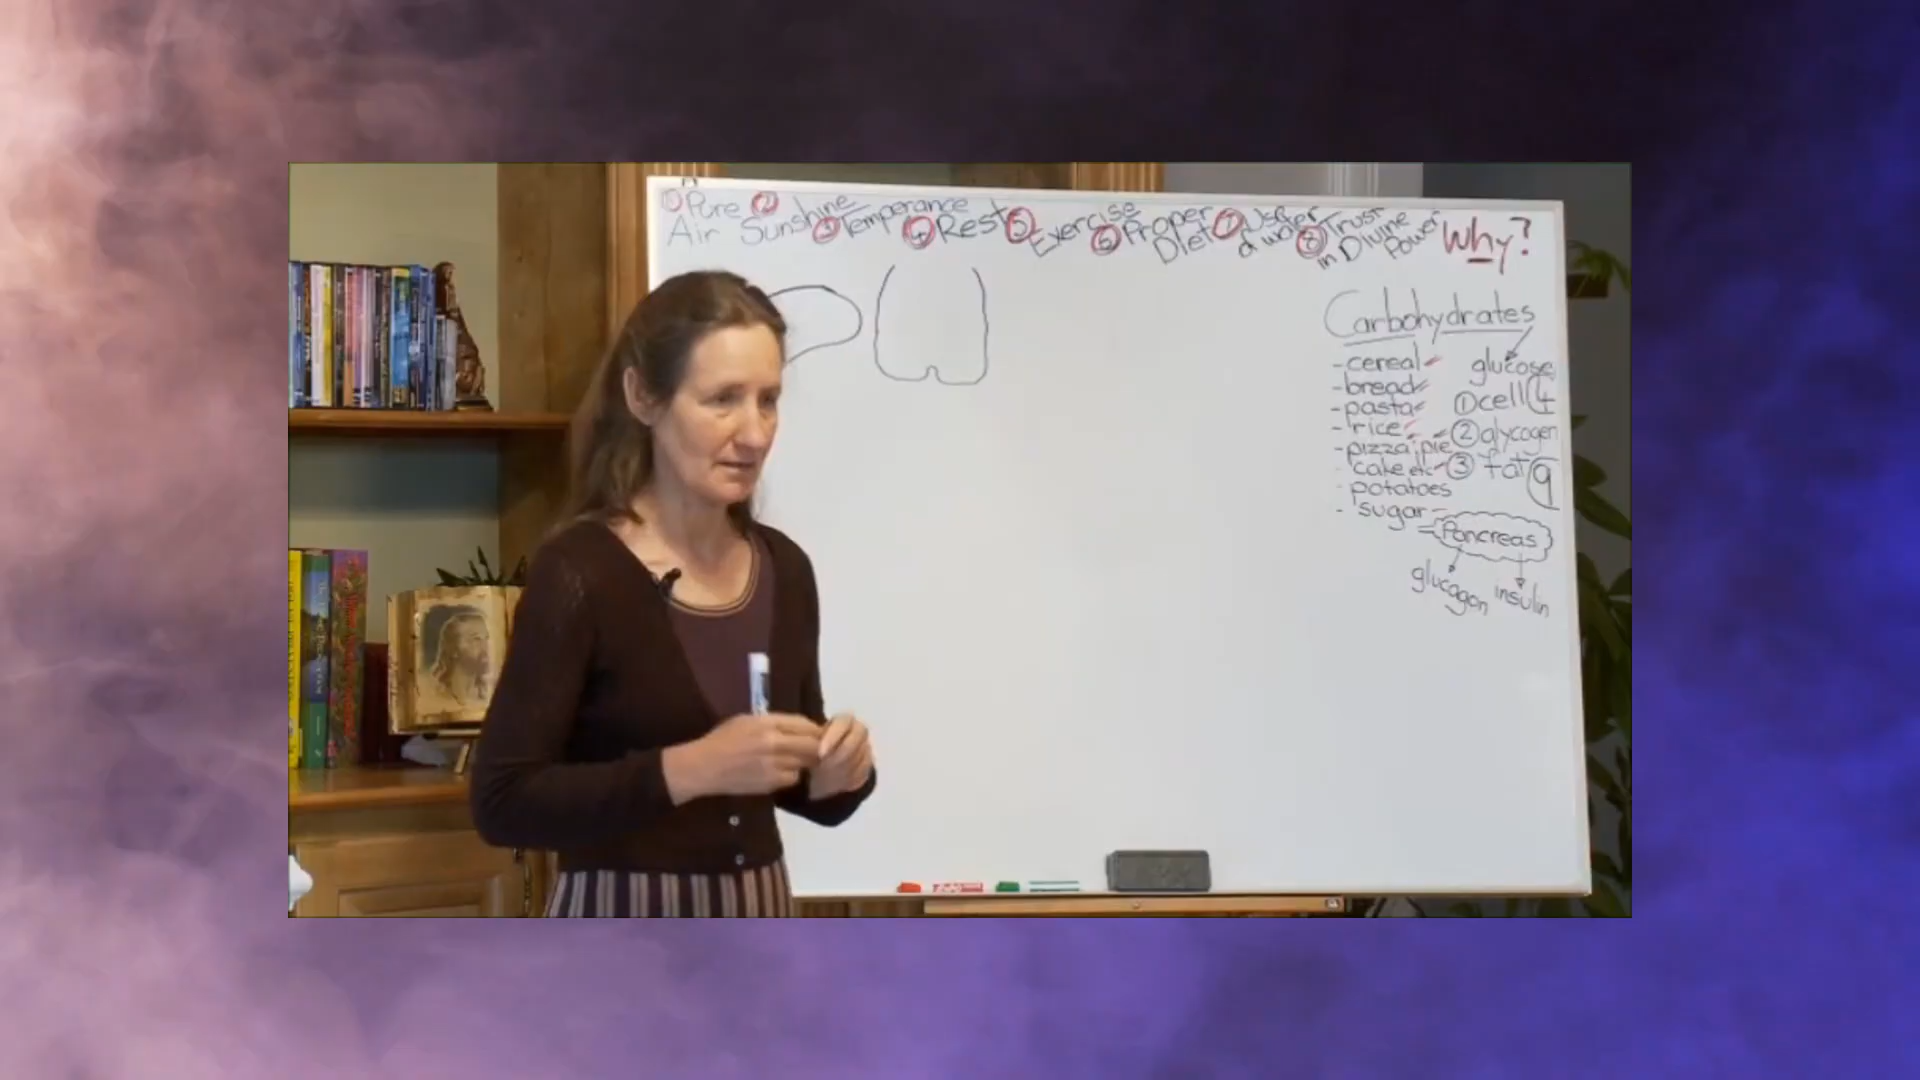 ① Pure Air
② Sunshine
③ Temperance
④ Rest
⑤ Exercise
⑥ Proper Diet
⑦ Use of water
⑧ Trust in Divine Power
Why?
Carbohydrates
- cereal
- bread
- pasta
- rice
- pizza, pie
cake etc
- potatoes
- sugar
glucose
① cell 4
② glycogen
③ fat 9
Pancreas
glucagon
insulin